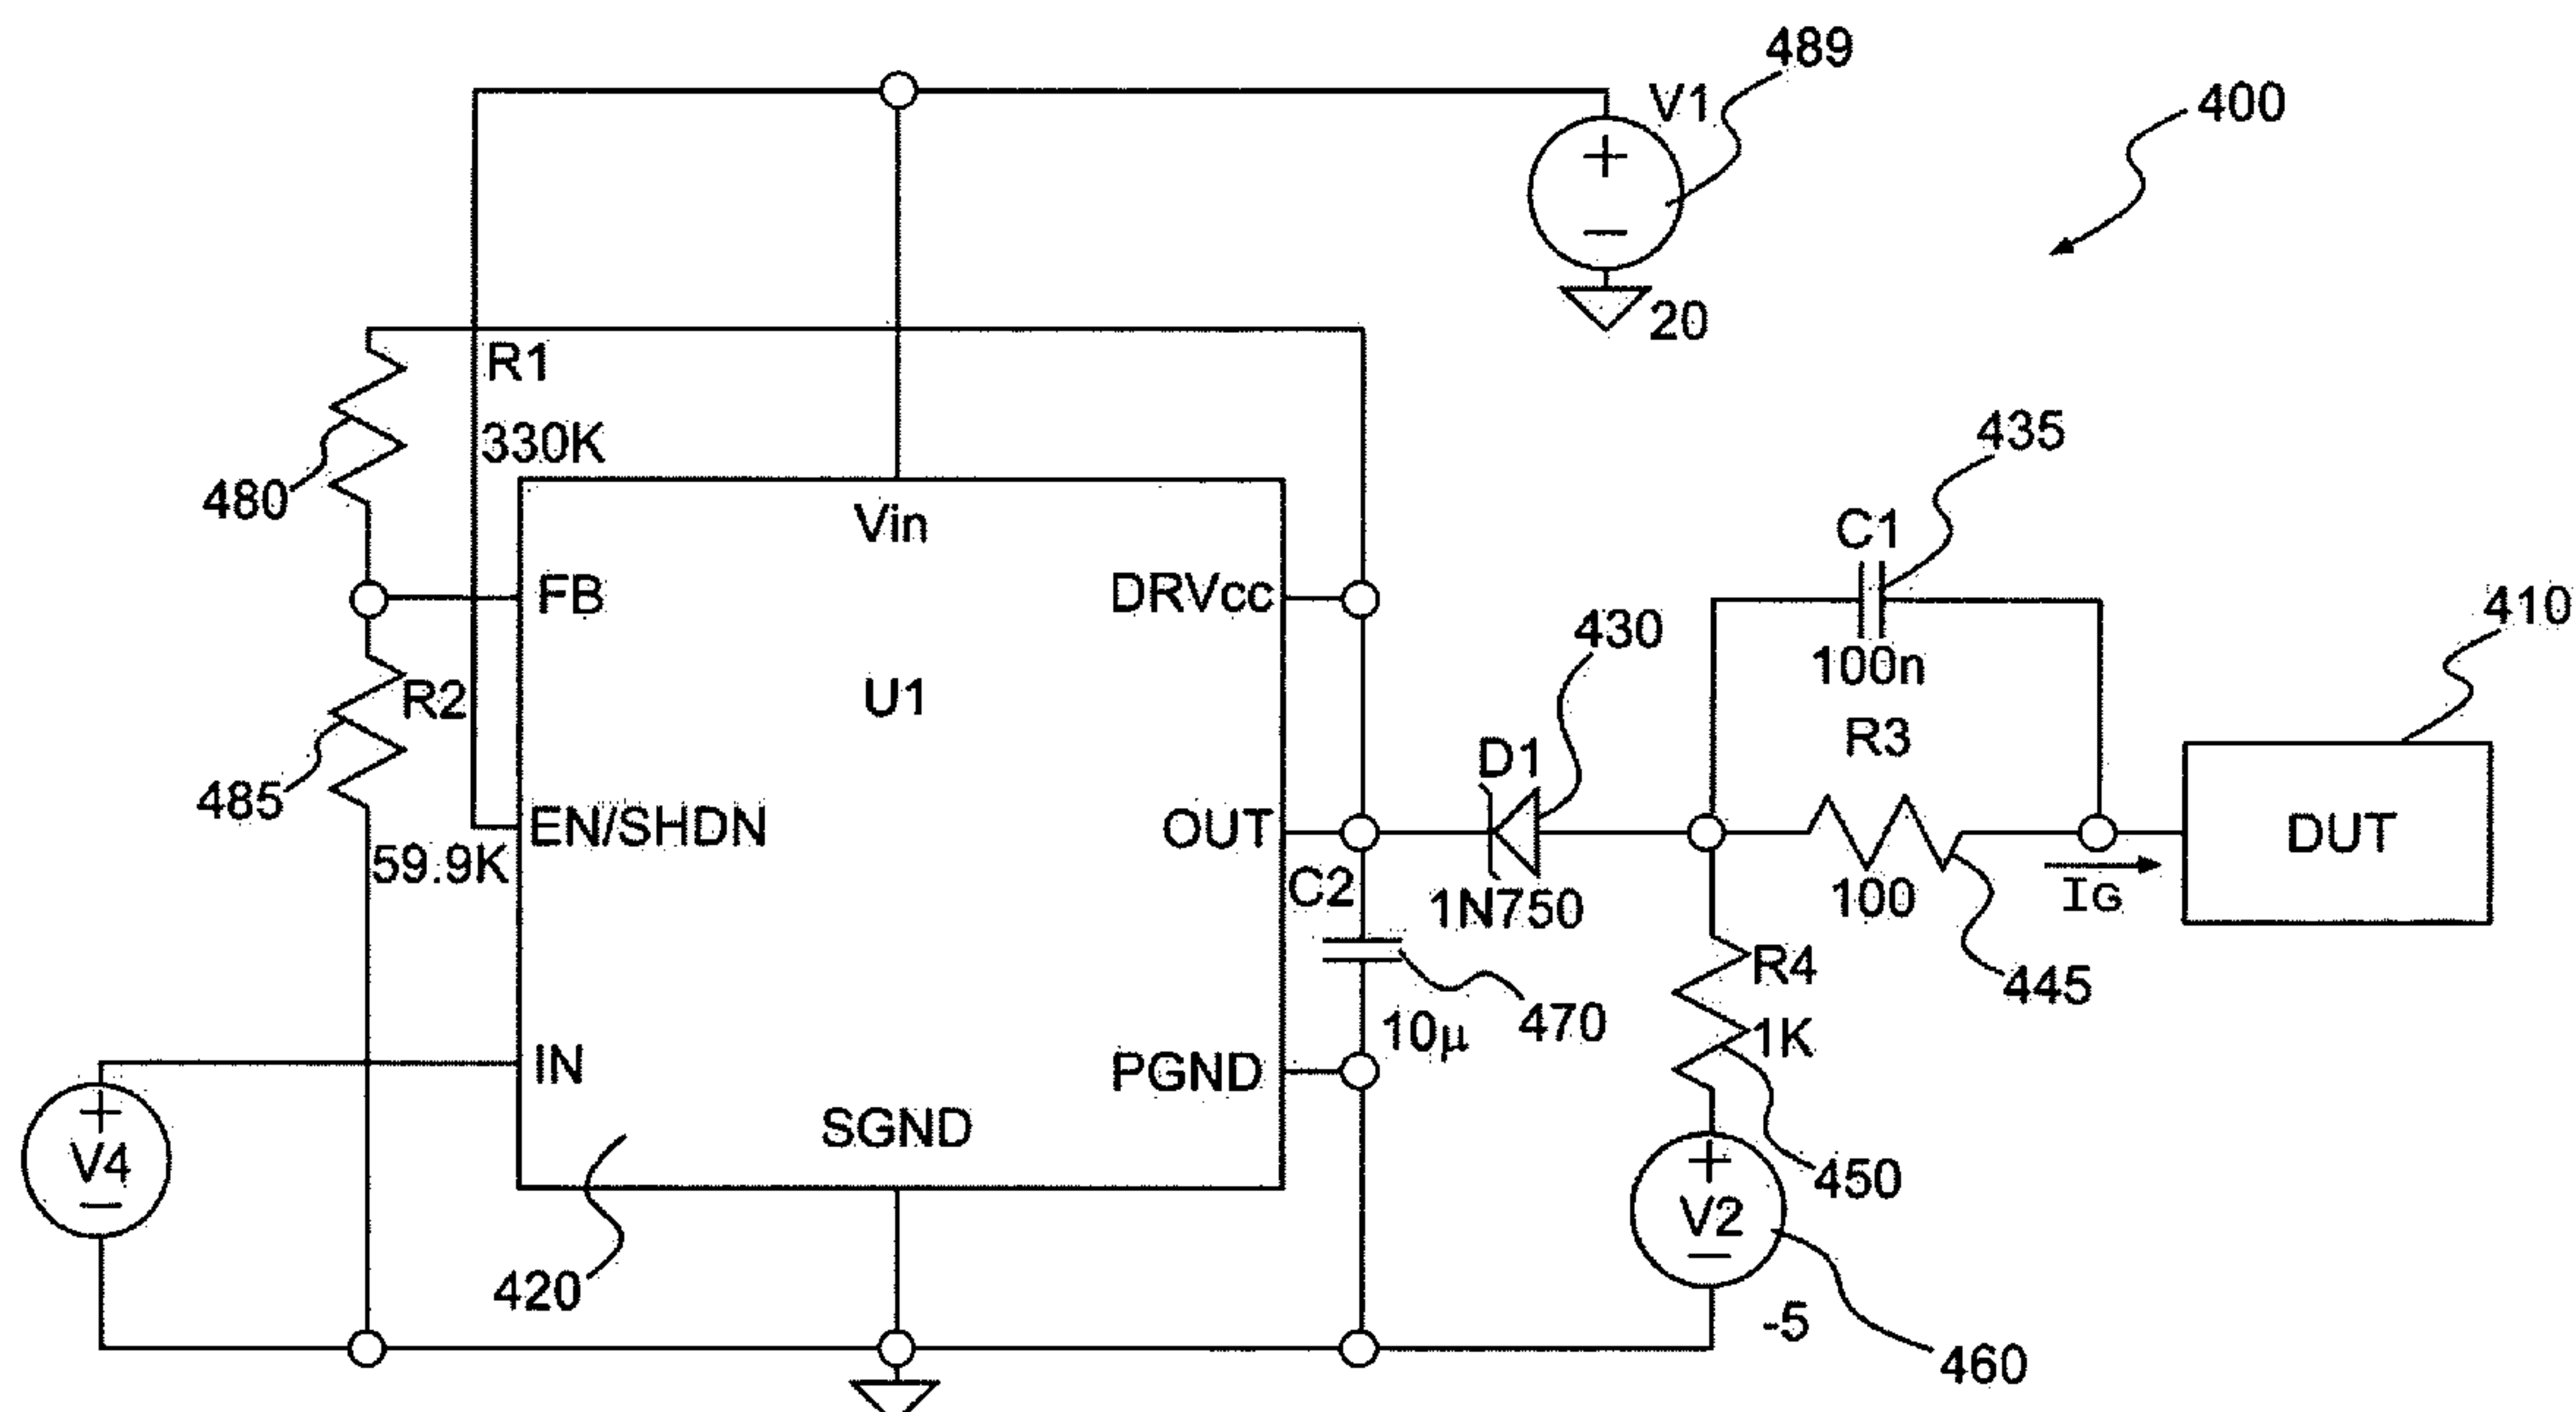 489
V1
400
20
R1
330K
480
435
Vin
C1
FB
DRVcc
410
430
100n
R2
U1
R3
D1
485
EN/SHDN
OUT
DUT
59.9K
C2
1N750
100
IG
R4
445
10µ
470
1K
IN
PGND
SGND
V4
450
V2
420
-5
460